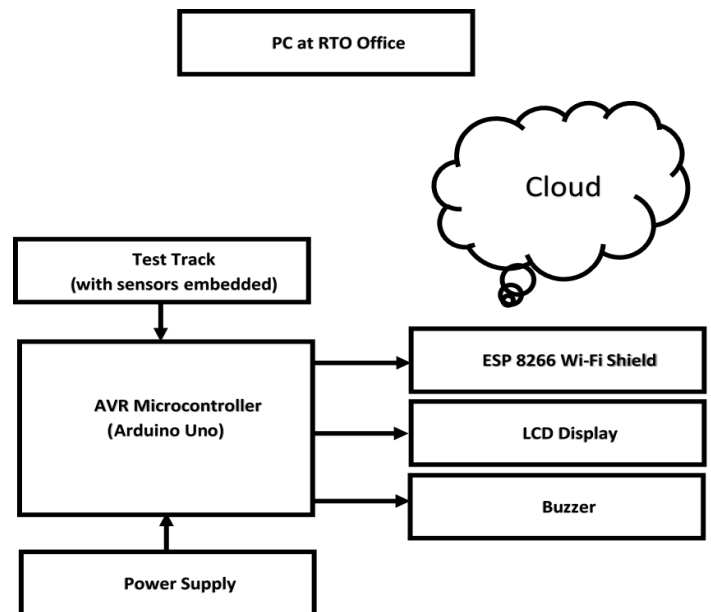 PC at RTO Office
Cloud
Test Track
(with sensors embedded)
AVR Microcontroller
(Arduino Uno)
ESP 8266 Wi-Fi Shield
LCD Display
Buzzer
Power Supply